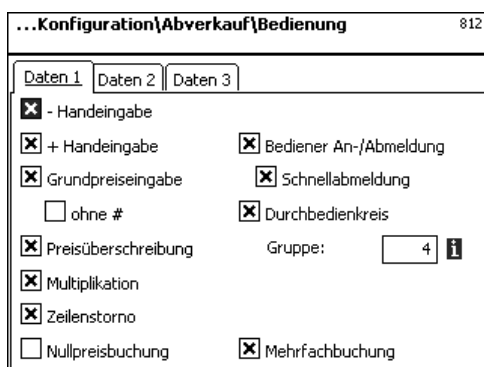 ...Konfiguration\Abverkauf\Bedienung 812
Daten 1 Daten 2 Daten 3
- Handeingabe
+ Handeingabe Bediener An-/Abmeldung
Grundpreiseingabe Schnellabmeldung
ohne # Durchbedienkreis
Preisüberschreibung Gruppe: 4 i
Multiplikation
Zeilenstorno
Nullpreisbuchung Mehrfachbuchung